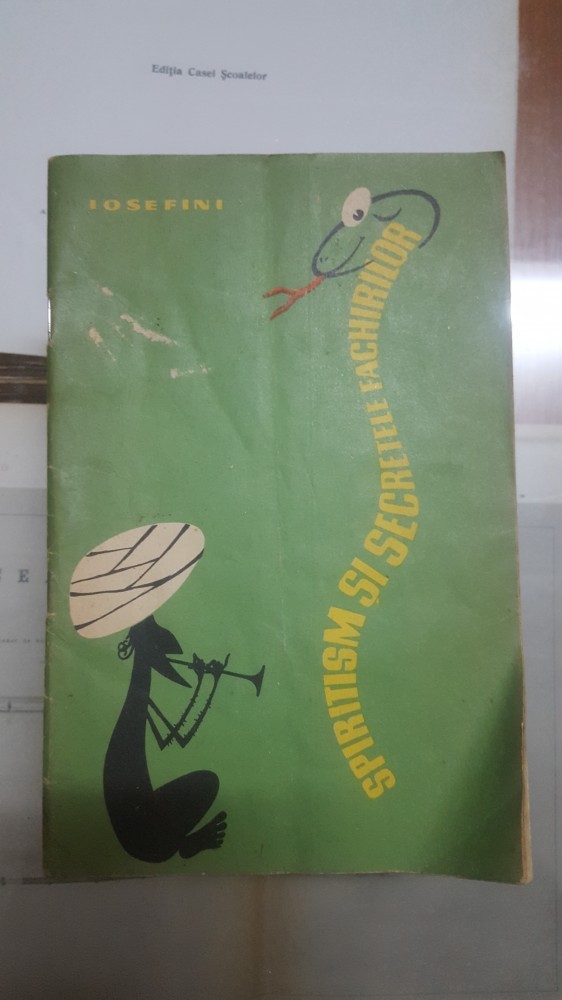 Ediția Casei Școalelor
IOSEFINI
SPIRITISM ȘI SECRETELE FACHIRILOR